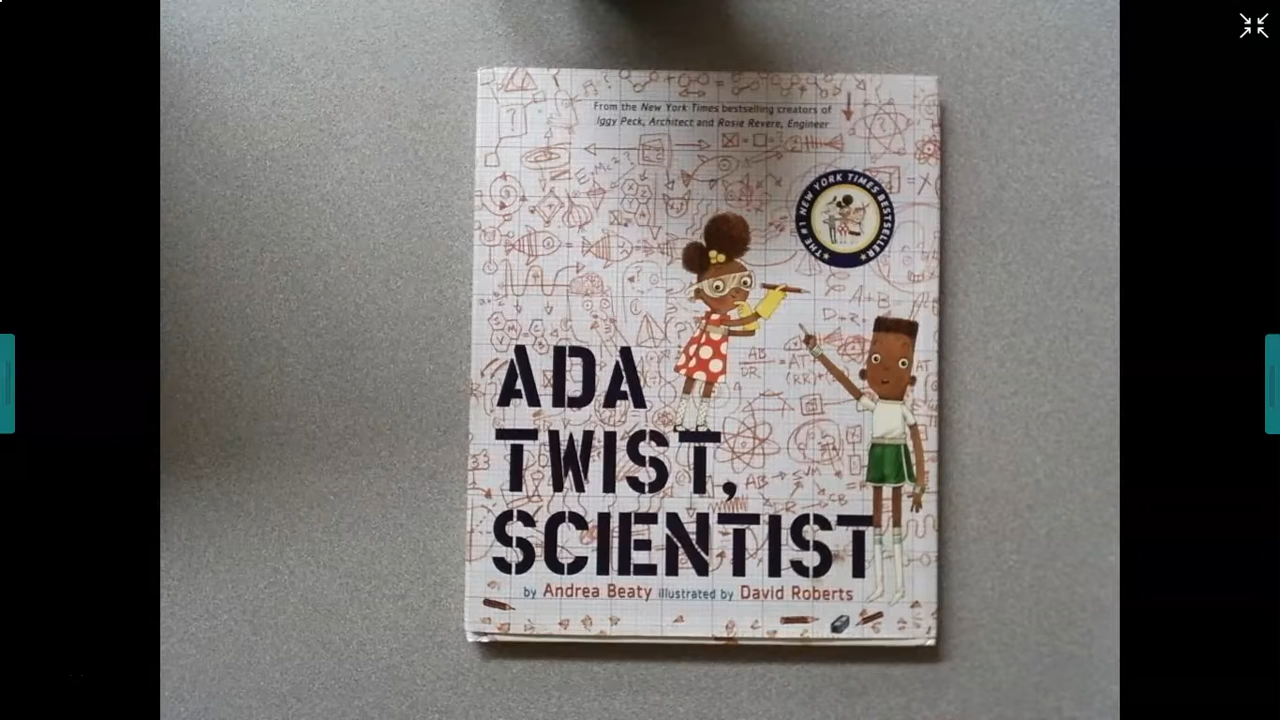 From the New York Times bestselling creators of
Iggy Peck, Architect and Rosie Revere, Engineer
THE #1 NEW YORK TIMES BESTSELLER
ADA
TWIST,
SCIENTIST
by Andrea Beaty illustrated by David Roberts